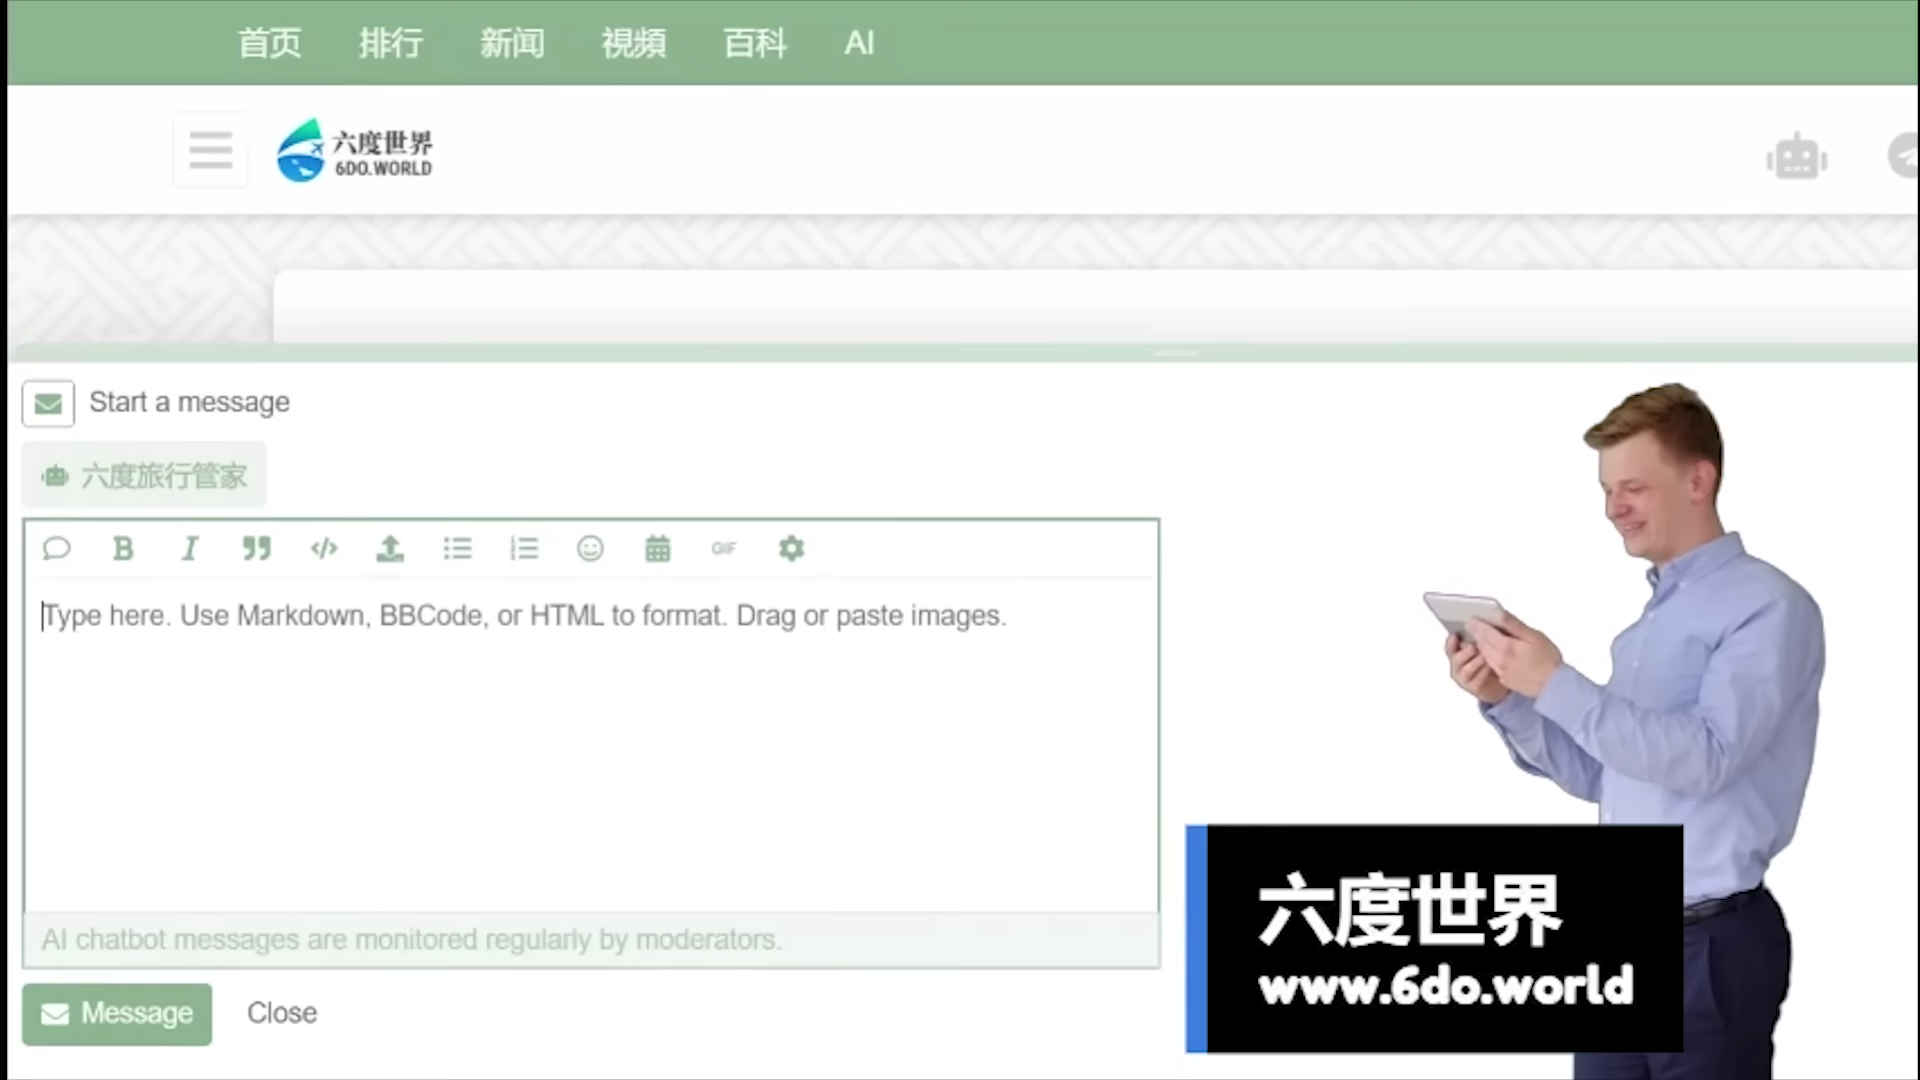 首页 排行 新闻 視頻 百科 AI
六度世界
6DO.WORLD
Start a message
六度旅行管家
B I GIF
Type here. Use Markdown, BBCode, or HTML to format. Drag or paste images.
AI chatbot messages are monitored regularly by moderators.
Message Close
六度世界
www.6do.world